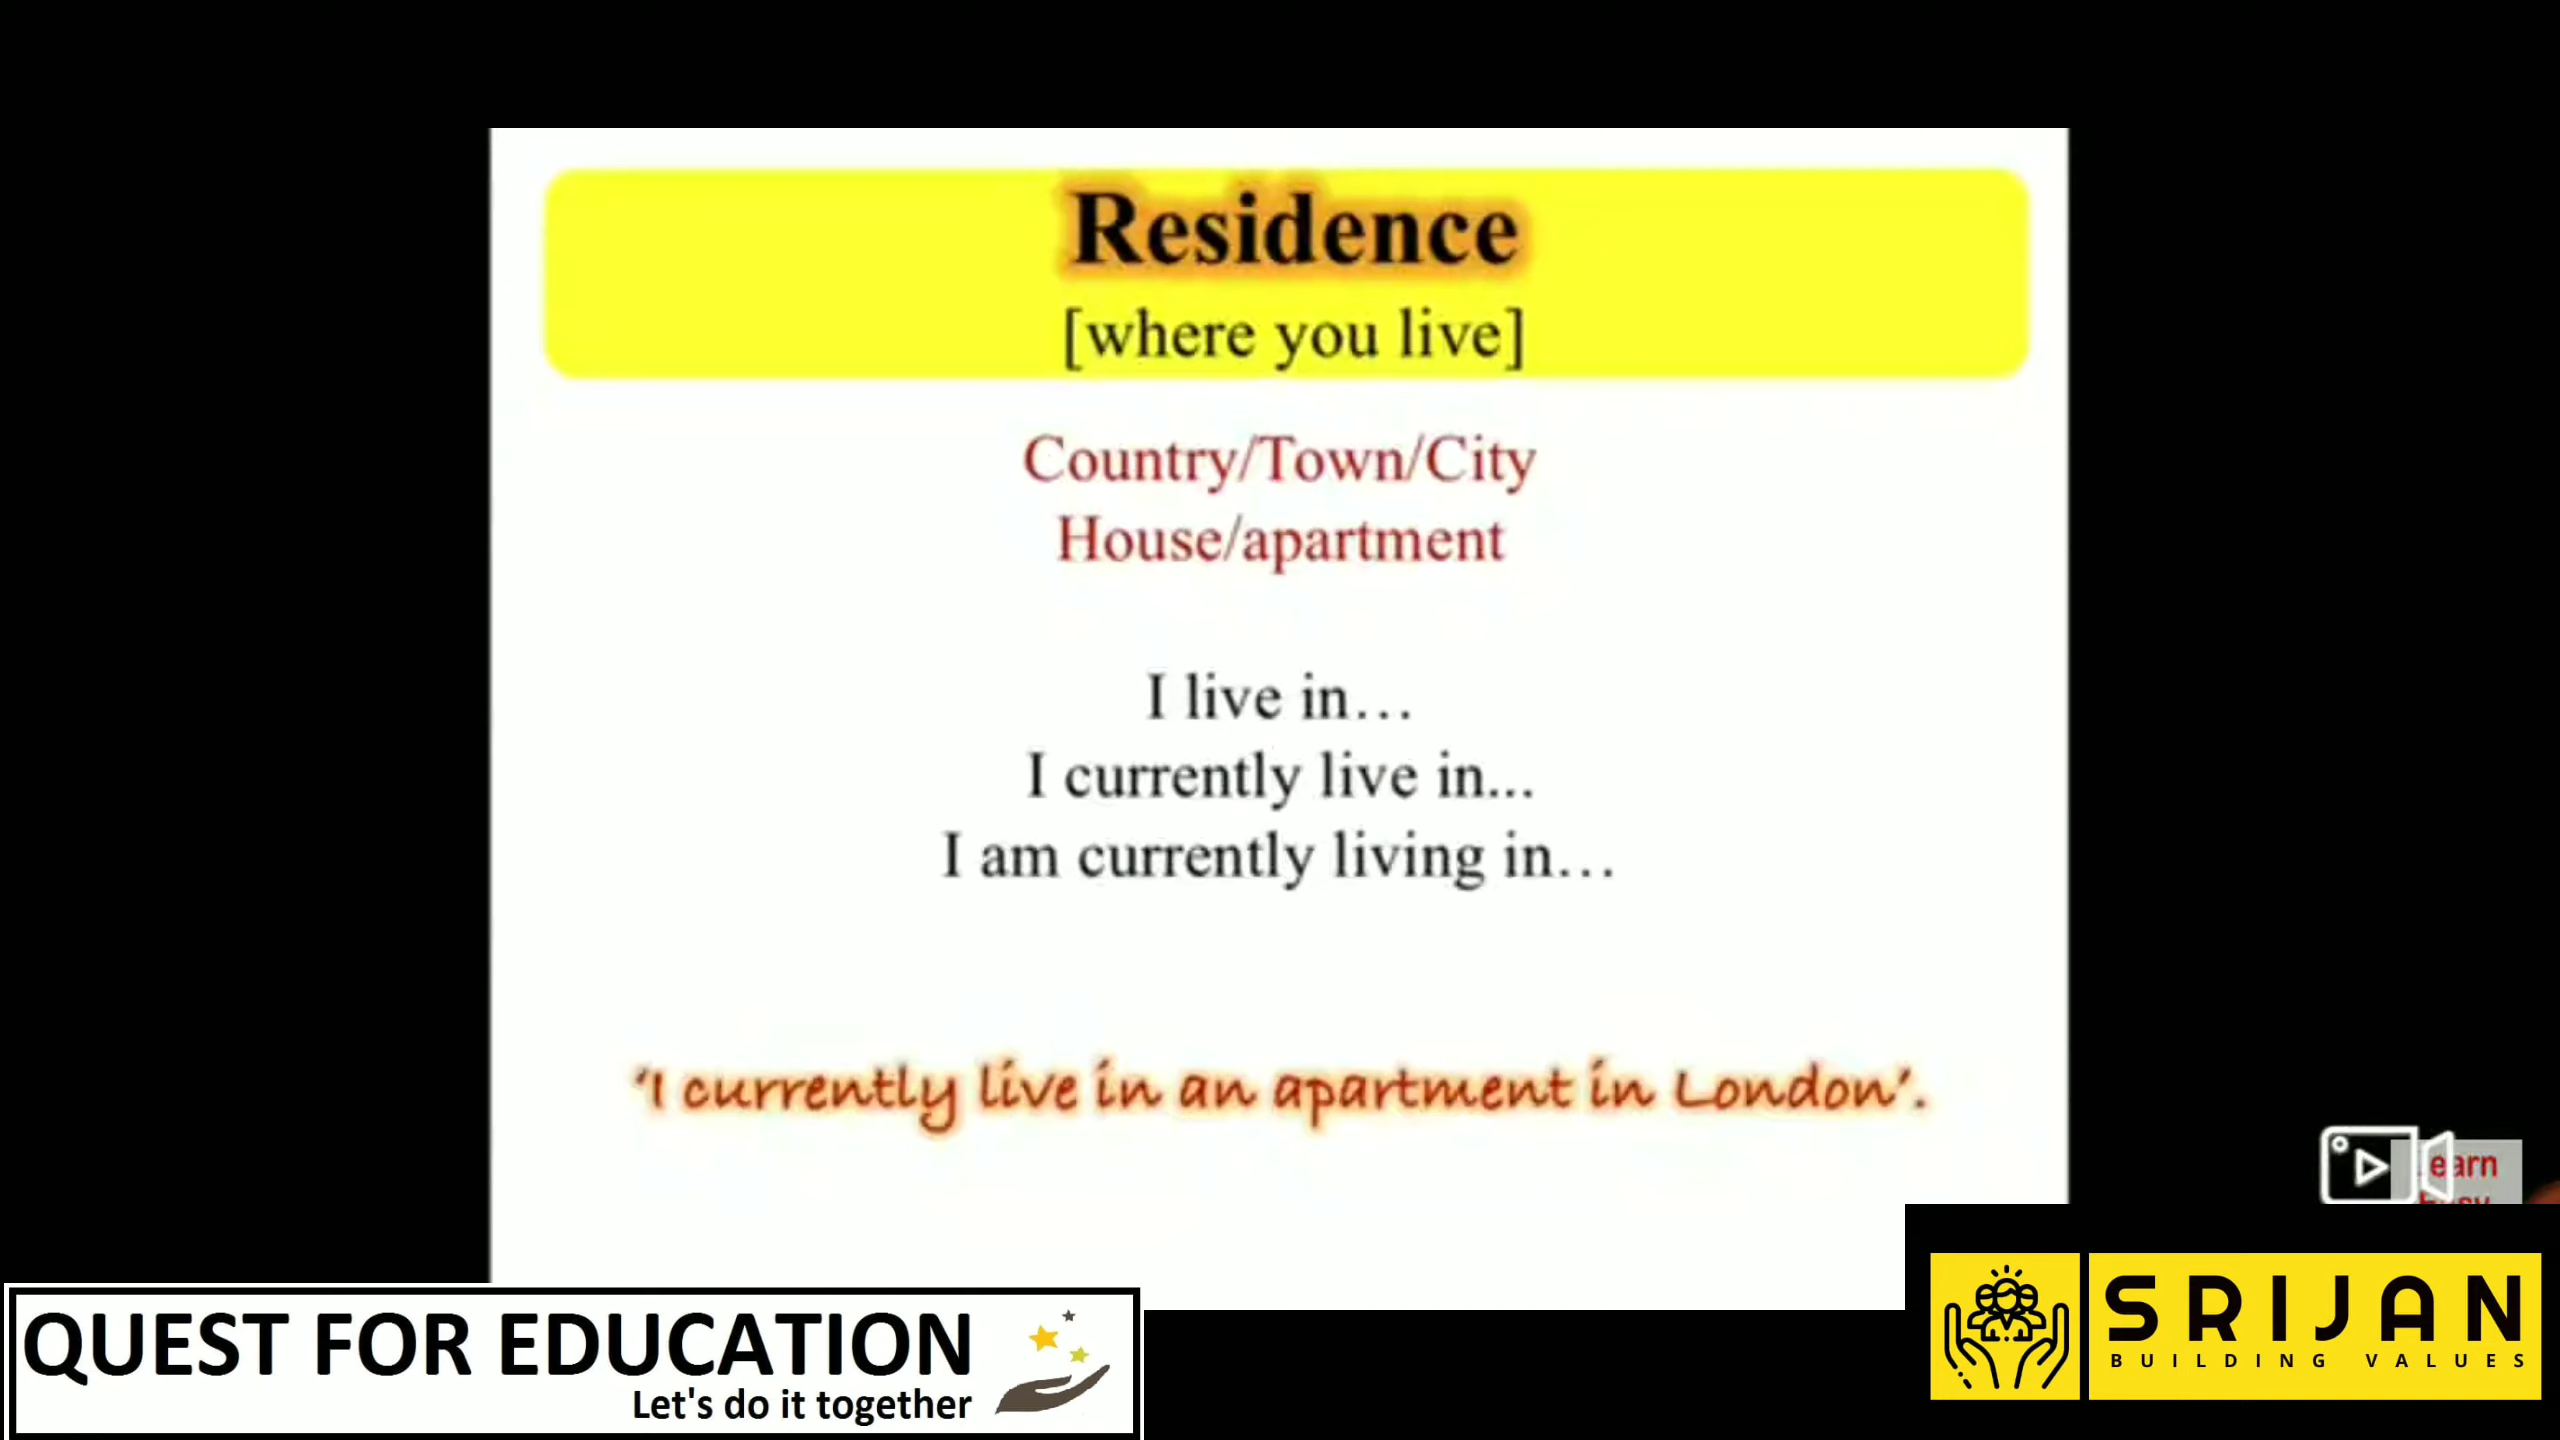 Residence
[where you live]
Country/Town/City
House/apartment
I live in…
I currently live in...
I am currently living in…
‘I currently live in an apartment in London’.
earn
QUEST FOR EDUCATION
Let's do it together
SRIJAN
BUILDING VALUES